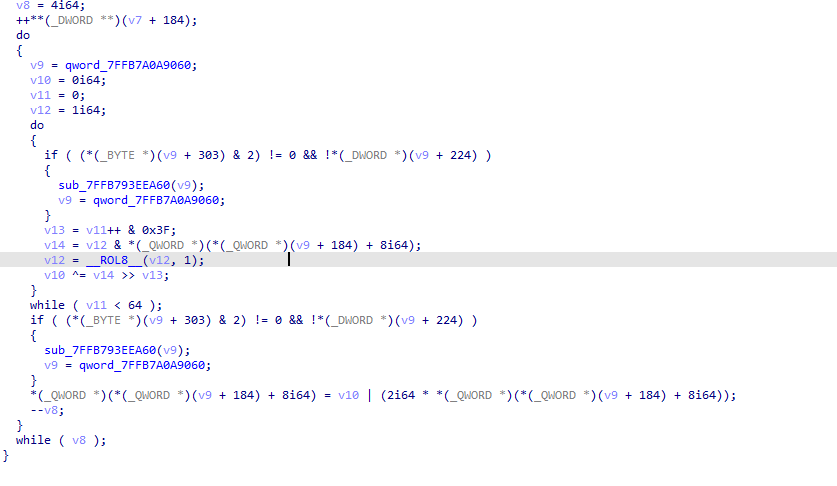 v8 = 4i64;
++**(_DWORD **)(v7 + 184);
do
{
v9 = qword_7FFB7A0A9060;
v10 = 0i64;
v11 = 0;
v12 = 1i64;
do
{
if ( (*(_BYTE *)(v9 + 303) & 2) != 0 && !*(_DWORD *)(v9 + 224) )
{
sub_7FFB793EEA60(v9);
v9 = qword_7FFB7A0A9060;
}
v13 = v11++ & 0x3F;
v14 = v12 & *(_QWORD *)(*(_QWORD *)(v9 + 184) + 8i64);
v12 = __ROL8__(v12, 1);
v10 ^= v14 >> v13;
}
while ( v11 < 64 );
if ( (*(_BYTE *)(v9 + 303) & 2) != 0 && !*(_DWORD *)(v9 + 224) )
{
sub_7FFB793EEA60(v9);
v9 = qword_7FFB7A0A9060;
}
*(_QWORD *)(*(_QWORD *)(v9 + 184) + 8i64) = v10 | (2i64 * *(_QWORD *)(*(_QWORD *)(v9 + 184) + 8i64));
--v8;
}
while ( v8 );
}